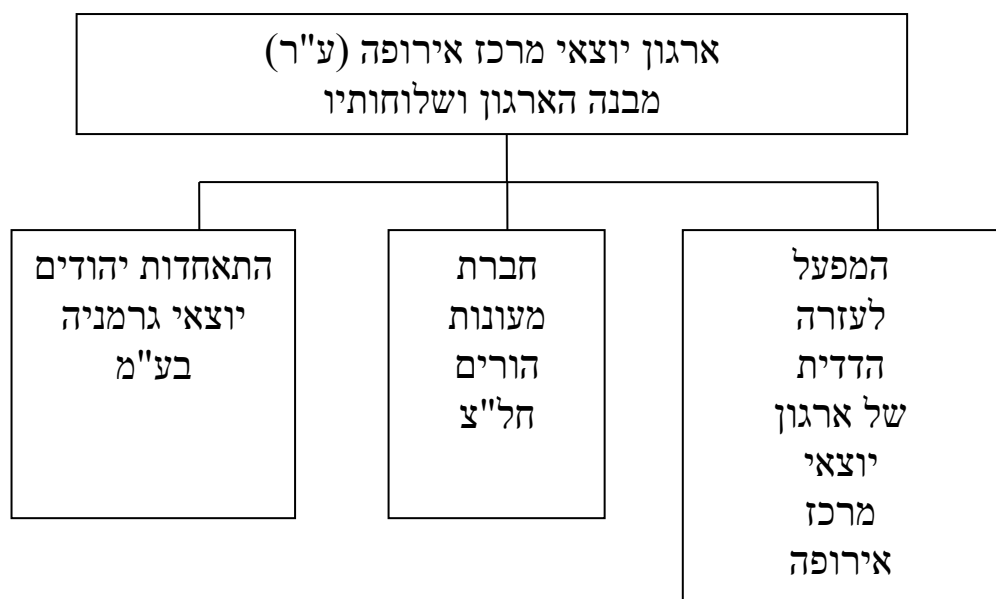 ארגון יוצאי מרכז אירופה (ע"ר)
מבנה הארגון ושלוחותיו
המפעל
לעזרה
הדדית
של ארגון
יוצאי
מרכז
אירופה
חברת
מעונות
הורים
חל"צ
התאחדות יהודים
יוצאי גרמניה
בע"מ